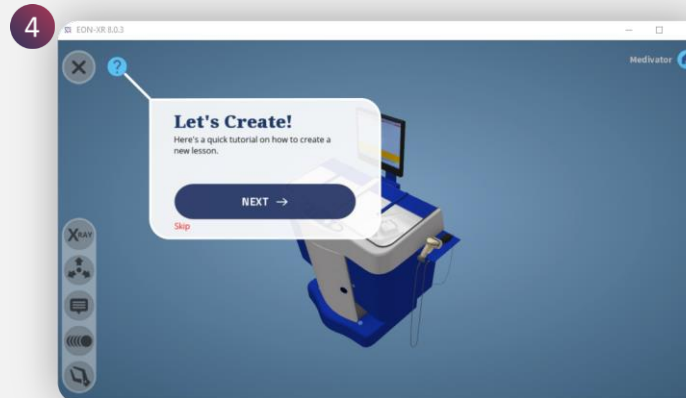 4
EON-XR 8.0.3
Medivator
?
Let's Create!
Here's a quick tutorial on how to create a
new lesson.
NEXT →
Skip
XRAY